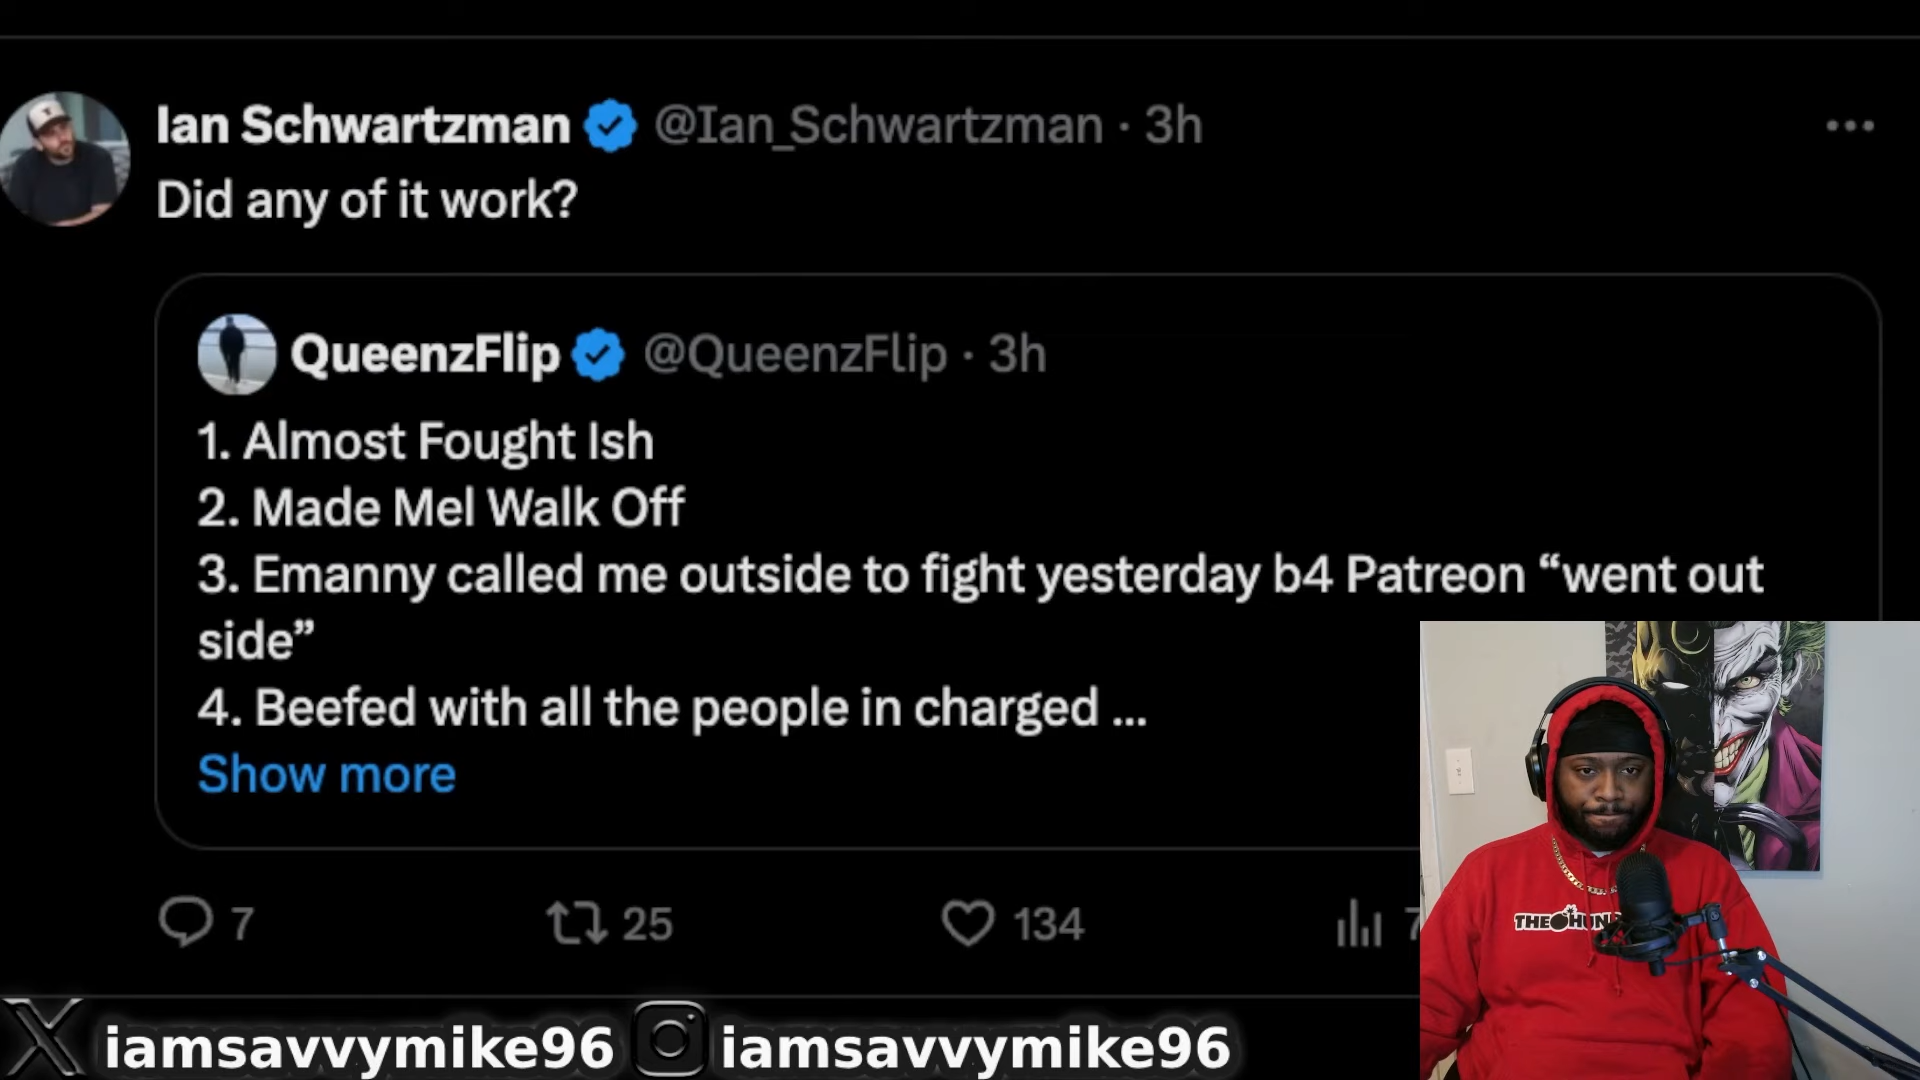 Ian Schwartzman @Ian_Schwartzman · 3h
Did any of it work?
QueenzFlip @QueenzFlip · 3h
1. Almost Fought Ish
2. Made Mel Walk Off
3. Emanny called me outside to fight yesterday b4 Patreon “went out
side”
4. Beefed with all the people in charged ...
Show more
7 25 134
THE HUN
iamsavvymike96 iamsavvymike96